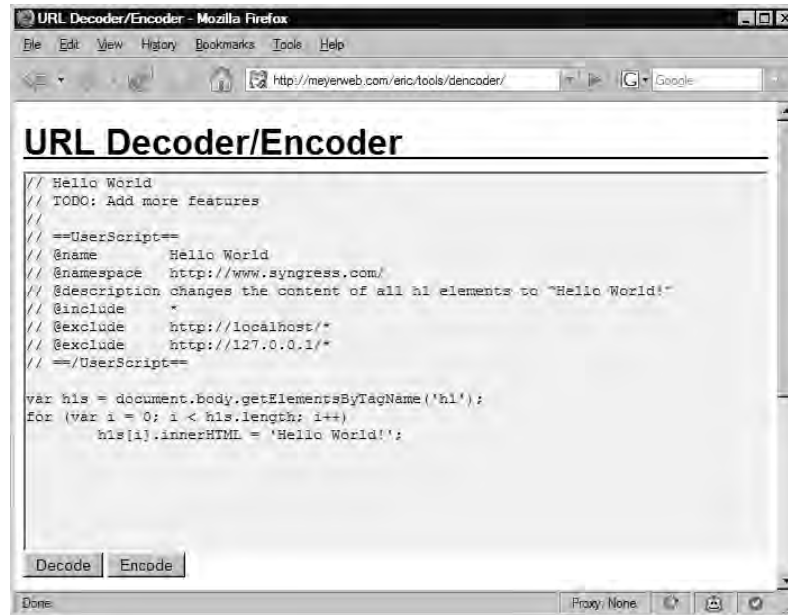 URL Decoder/Encoder - Mozilla Firefox
File Edit View History Bookmarks Tools Help
http://meyerweb.com/eric/tools/dencoder/ G Google
URL Decoder/Encoder
// Hello World
// TODO: Add more features
//
// ==UserScript==
// @name Hello World
// @namespace http://www.syngress.com/
// @description changes the content of all h1 elements to "Hello World!"
// @include *
// @exclude http://localhost/*
// @exclude http://127.0.0.1/*
// ==/UserScript==
var h1s = document.body.getElementsByTagName('h1');
for (var i = 0; i < h1s.length; i++)
h1s[i].innerHTML = 'Hello World!';
Decode Encode
Done Proxy: None